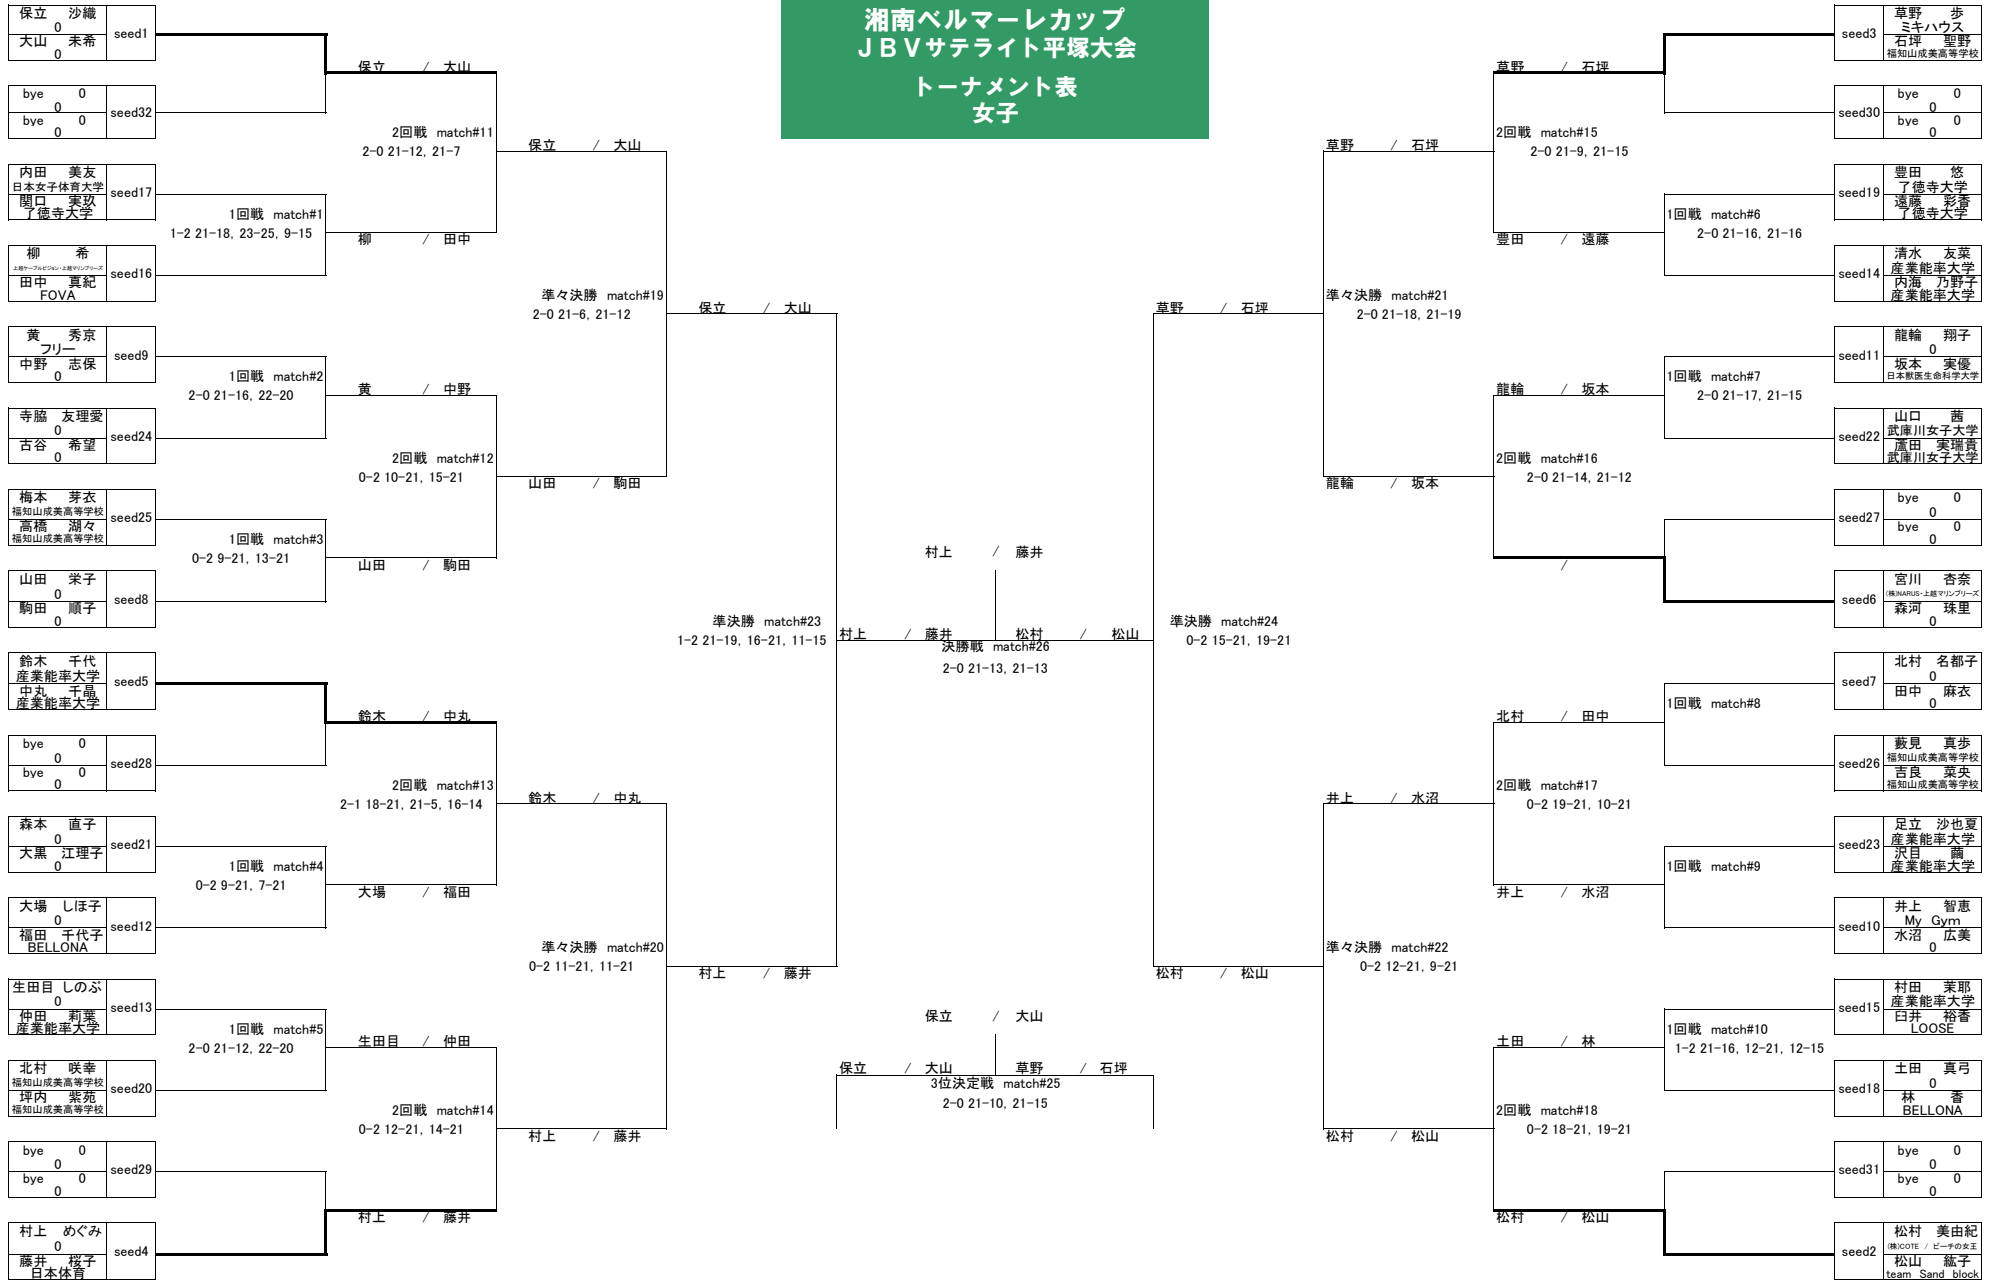 湘南ベルマーレカップ
JBVサテライト平塚大会
トーナメント表
女子
保立 沙織
0
大山 未希
0
seed1
bye 0
0
bye 0
0
seed32
内田 美友
日本女子体育大学
関口 実玖
了徳寺大学
seed17
柳 希
上越ケーブルビジョン・上越マリンブリーズ
田中 真紀
FOVA
seed16
黄 秀京
フリー
中野 志保
0
seed9
寺脇 友理愛
0
古谷 希望
0
seed24
梅本 芽衣
福知山成美高等学校
高橋 湖々
福知山成美高等学校
seed25
山田 栄子
0
駒田 順子
0
seed8
鈴木 千代
産業能率大学
中丸 千晶
産業能率大学
seed5
bye 0
0
bye 0
0
seed28
森本 直子
0
大黒 江理子
0
seed21
大場 しほ子
0
福田 千代子
BELLONA
seed12
生田目 しのぶ
0
仲田 莉葉
産業能率大学
seed13
北村 咲幸
福知山成美高等学校
坪内 紫苑
福知山成美高等学校
seed20
bye 0
0
bye 0
0
seed29
村上 めぐみ
0
藤井 桜子
日本体育
seed4
1回戦 match#1
1-2 21-18, 23-25, 9-15
1回戦 match#2
2-0 21-16, 22-20
1回戦 match#3
0-2 9-21, 13-21
1回戦 match#4
0-2 9-21, 7-21
1回戦 match#5
2-0 21-12, 22-20
保立 / 大山
2回戦 match#11
2-0 21-12, 21-7
柳 / 田中
黄 / 中野
2回戦 match#12
0-2 10-21, 15-21
山田 / 駒田
鈴木 / 中丸
2回戦 match#13
2-1 18-21, 21-5, 16-14
大場 / 福田
生田目 / 仲田
2回戦 match#14
0-2 12-21, 14-21
村上 / 藤井
保立 / 大山
準々決勝 match#19
2-0 21-6, 21-12
山田 / 駒田
鈴木 / 中丸
準々決勝 match#20
0-2 11-21, 11-21
村上 / 藤井
保立 / 大山
準決勝 match#23
1-2 21-19, 16-21, 11-15
村上 / 藤井
村上 / 藤井
村上 / 藤井 松村 / 松山
決勝戦 match#26
2-0 21-13, 21-13
保立 / 大山
保立 / 大山 草野 / 石坪
3位決定戦 match#25
2-0 21-10, 21-15
草野 / 石坪
準決勝 match#24
0-2 15-21, 19-21
松村 / 松山
草野 / 石坪
準々決勝 match#21
2-0 21-18, 21-19
龍輪 / 坂本
井上 / 水沼
準々決勝 match#22
0-2 12-21, 9-21
松村 / 松山
草野 / 石坪
2回戦 match#15
2-0 21-9, 21-15
豊田 / 遠藤
龍輪 / 坂本
2回戦 match#16
2-0 21-14, 21-12
/
北村 / 田中
2回戦 match#17
0-2 19-21, 10-21
井上 / 水沼
土田 / 林
2回戦 match#18
0-2 18-21, 19-21
松村 / 松山
1回戦 match#6
2-0 21-16, 21-16
1回戦 match#7
2-0 21-17, 21-15
1回戦 match#8
1回戦 match#9
1回戦 match#10
1-2 21-16, 12-21, 12-15
seed3
草野 歩
ミキハウス
石坪 聖野
福知山成美高等学校
seed30
bye 0
0
bye 0
0
seed19
豊田 悠
了徳寺大学
遠藤 彩香
了徳寺大学
seed14
清水 友菜
産業能率大学
内海 乃野子
産業能率大学
seed11
龍輪 翔子
0
坂本 実優
日本獣医生命科学大学
seed22
山口 茜
武庫川女子大学
蘆田 実瑞貴
武庫川女子大学
seed27
bye 0
0
bye 0
0
seed6
宮川 杏奈
(株)NARUS・上越マリンブリーズ
森河 珠里
0
seed7
北村 名都子
0
田中 麻衣
0
seed26
藪見 真歩
福知山成美高等学校
吉良 菜央
福知山成美高等学校
seed23
足立 沙也夏
産業能率大学
沢目 繭
産業能率大学
seed10
井上 智恵
My Gym
水沼 広美
0
seed15
村田 茉耶
産業能率大学
臼井 裕香
LOOSE
seed18
土田 真弓
0
林 香
BELLONA
seed31
bye 0
0
bye 0
0
seed2
松村 美由紀
(株)COTE / ビーチの女王
松山 紘子
team Sand block